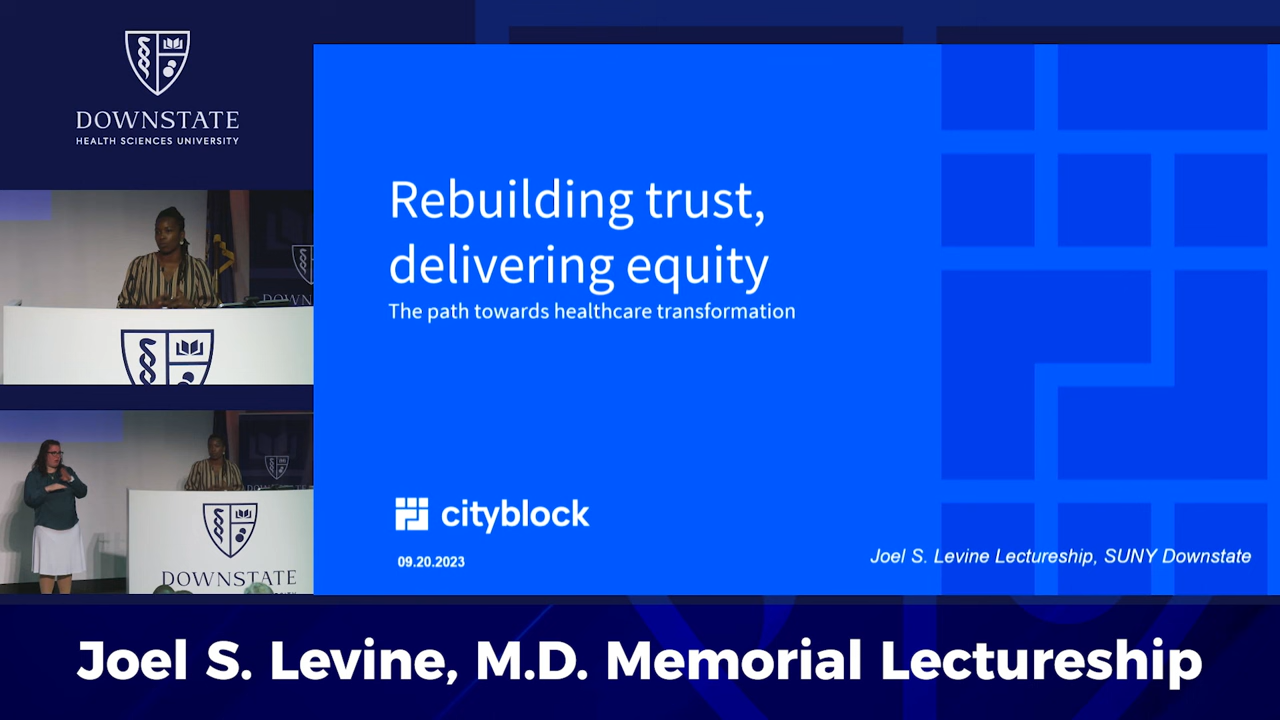 DOWNSTATE
HEALTH SCIENCES UNIVERSITY
DOWN
DOWNSTATE
Rebuilding trust,
delivering equity
The path towards healthcare transformation
cityblock
09.20.2023
Joel S. Levine Lectureship, SUNY Downstate
Joel S. Levine, M.D. Memorial Lectureship